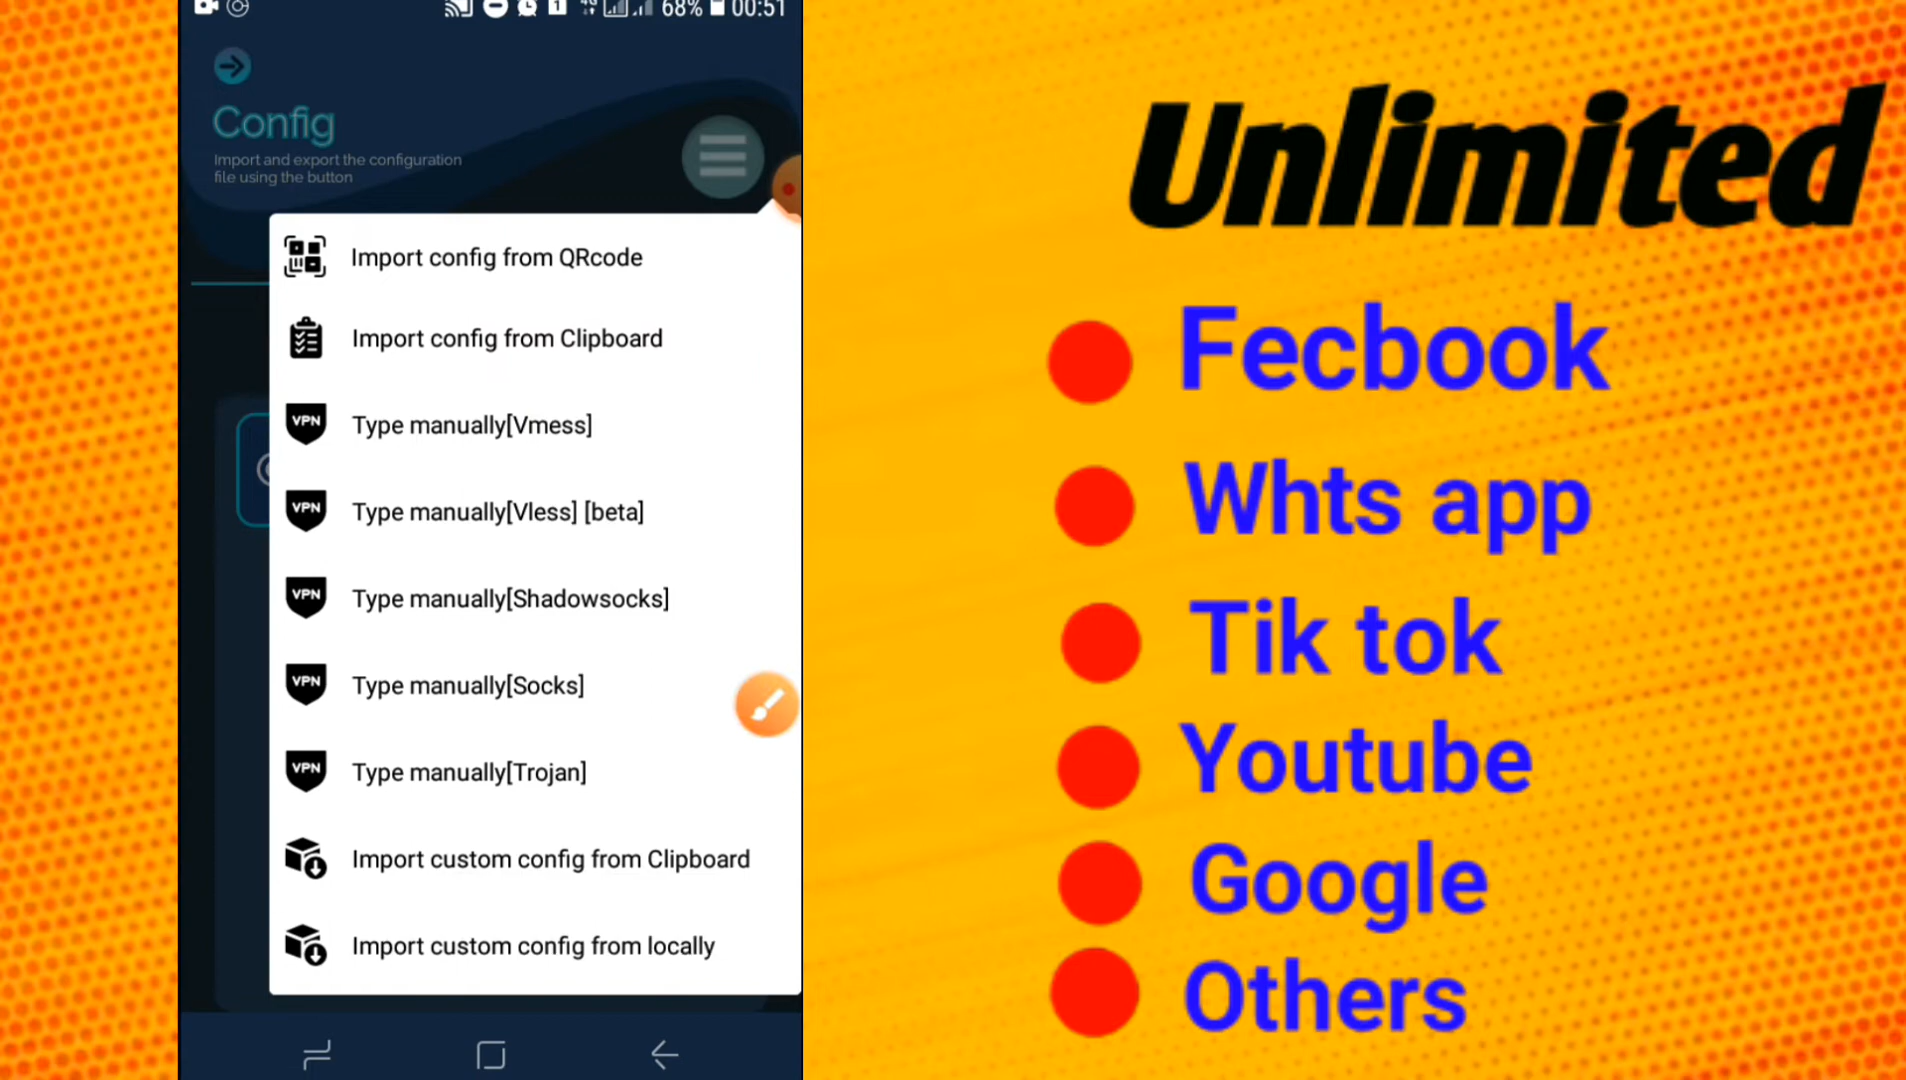 68% 00:51
Config
Import and export the configuration
file using the button
Import config from QRcode
Import config from Clipboard
VPN Type manually[Vmess]
VPN Type manually[Vless] [beta]
VPN Type manually[Shadowsocks]
VPN Type manually[Socks]
VPN Type manually[Trojan]
Import custom config from Clipboard
Import custom config from locally
Unlimited
Fecbook
Whts app
Tik tok
Youtube
Google
Others